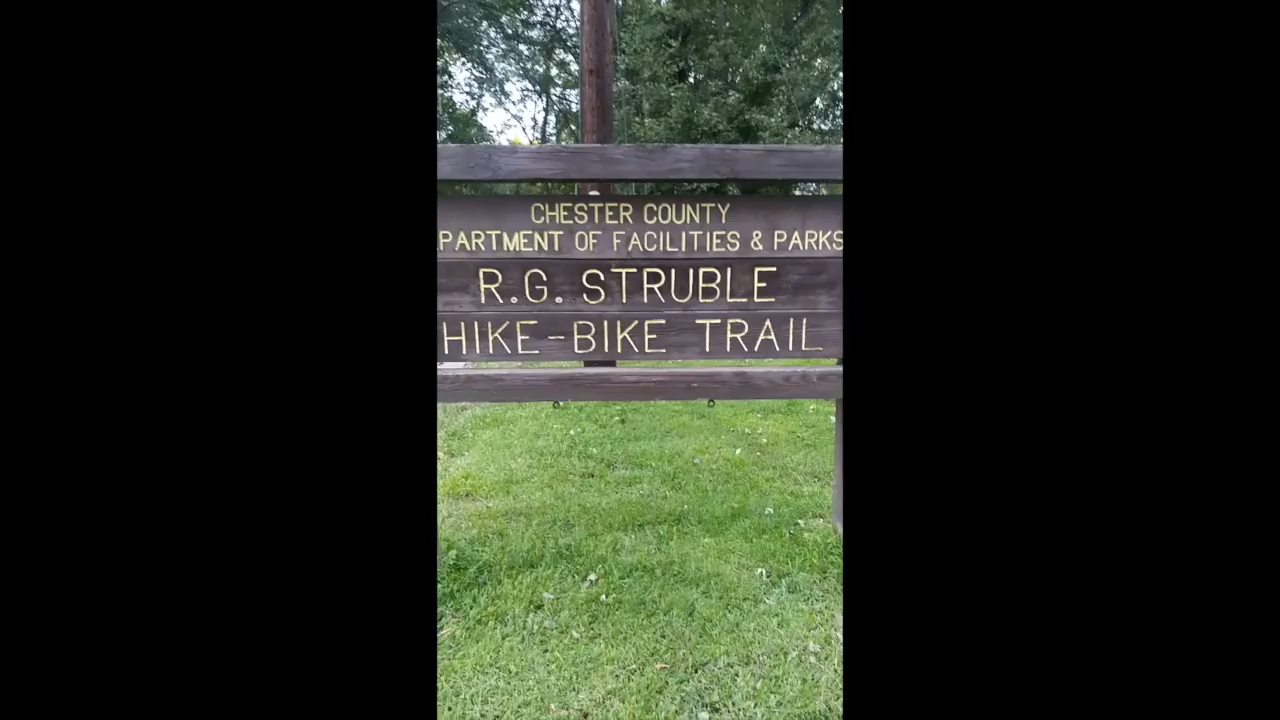 CHESTER COUNTY
PARTMENT OF FACILITIES & PARKS
R.G. STRUBLE
HIKE-BIKE TRAIL